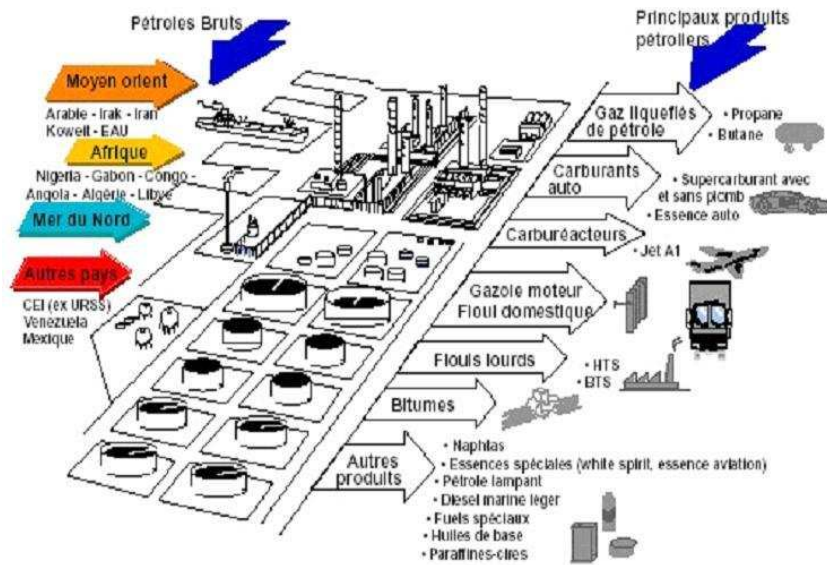 Pétroles Bruts
Principaux produits
pétroliers
Moyen orient
Arabie - Irak - Iran
Koweit - EAU
Afrique
Nigeria - Gabon - Congo -
Angola - Algérie - Libye
Mer du Nord
Autres pays
CEI (ex URSS)
Venezuela
Mexique
Gaz liquefiés
de pétrole
• Propane
• Butane
Carburants
auto
• Supercarburant avec
et sans plomb
• Essence auto
Carburéacteurs
• Jet A1
Gazole moteur
Fioul domestique
Fiouls lourds
• HTS
• BTS
Bitumes
Autres
produits
• Naphtas
• Essences spéciales (white spirit, essence aviation)
• Pétrole lampant
• Diesel marine léger
• Fuels spéciaux
• Huiles de base
• Paraffines-cires